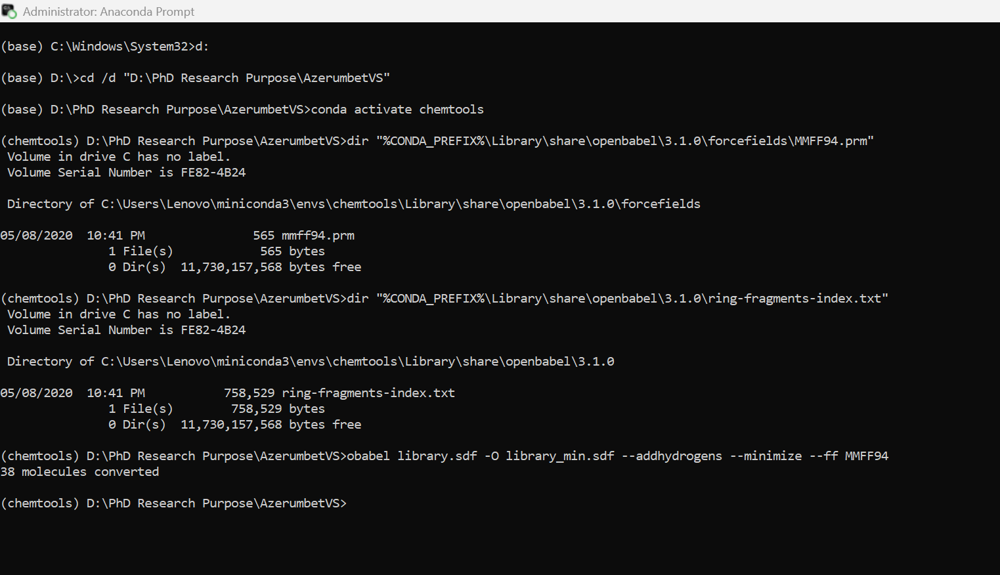 Administrator: Anaconda Prompt
(base) C:\Windows\System32>d:
(base) D:\>cd /d "D:\PhD Research Purpose\AzerumbetVS"
(base) D:\PhD Research Purpose\AzerumbetVS>conda activate chemtools
(chemtools) D:\PhD Research Purpose\AzerumbetVS>dir "%CONDA_PREFIX%\Library\share\openbabel\3.1.0\forcefields\MMFF94.prm"
 Volume in drive C has no label.
 Volume Serial Number is FE82-4B24
 Directory of C:\Users\Lenovo\miniconda3\envs\chemtools\Library\share\openbabel\3.1.0\forcefields
05/08/2020  10:41 PM               565 mmff94.prm
               1 File(s)            565 bytes
               0 Dir(s)  11,730,157,568 bytes free
(chemtools) D:\PhD Research Purpose\AzerumbetVS>dir "%CONDA_PREFIX%\Library\share\openbabel\3.1.0\ring-fragments-index.txt"
 Volume in drive C has no label.
 Volume Serial Number is FE82-4B24
 Directory of C:\Users\Lenovo\miniconda3\envs\chemtools\Library\share\openbabel\3.1.0
05/08/2020  10:41 PM           758,529 ring-fragments-index.txt
               1 File(s)        758,529 bytes
               0 Dir(s)  11,730,157,568 bytes free
(chemtools) D:\PhD Research Purpose\AzerumbetVS>obabel library.sdf -O library_min.sdf --addhydrogens --minimize --ff MMFF94
38 molecules converted
(chemtools) D:\PhD Research Purpose\AzerumbetVS>